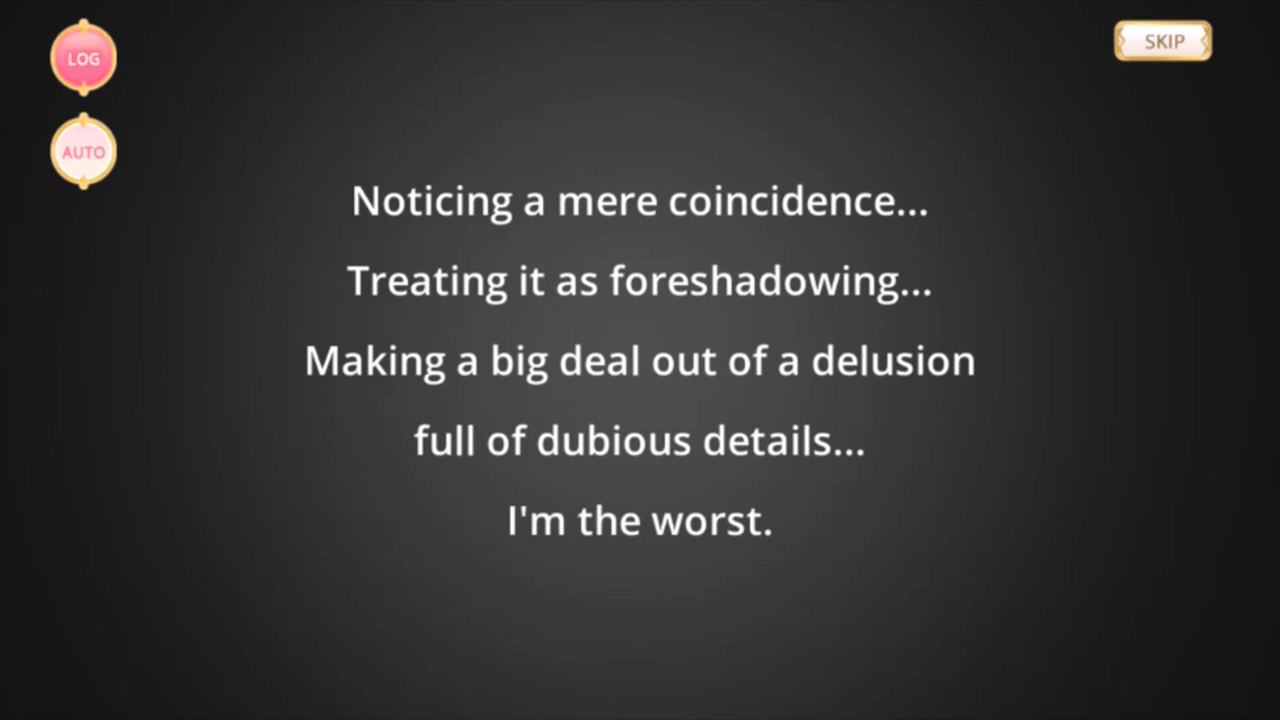 LOG
SKIP
AUTO
Noticing a mere coincidence...
Treating it as foreshadowing...
Making a big deal out of a delusion
full of dubious details...
I'm the worst.